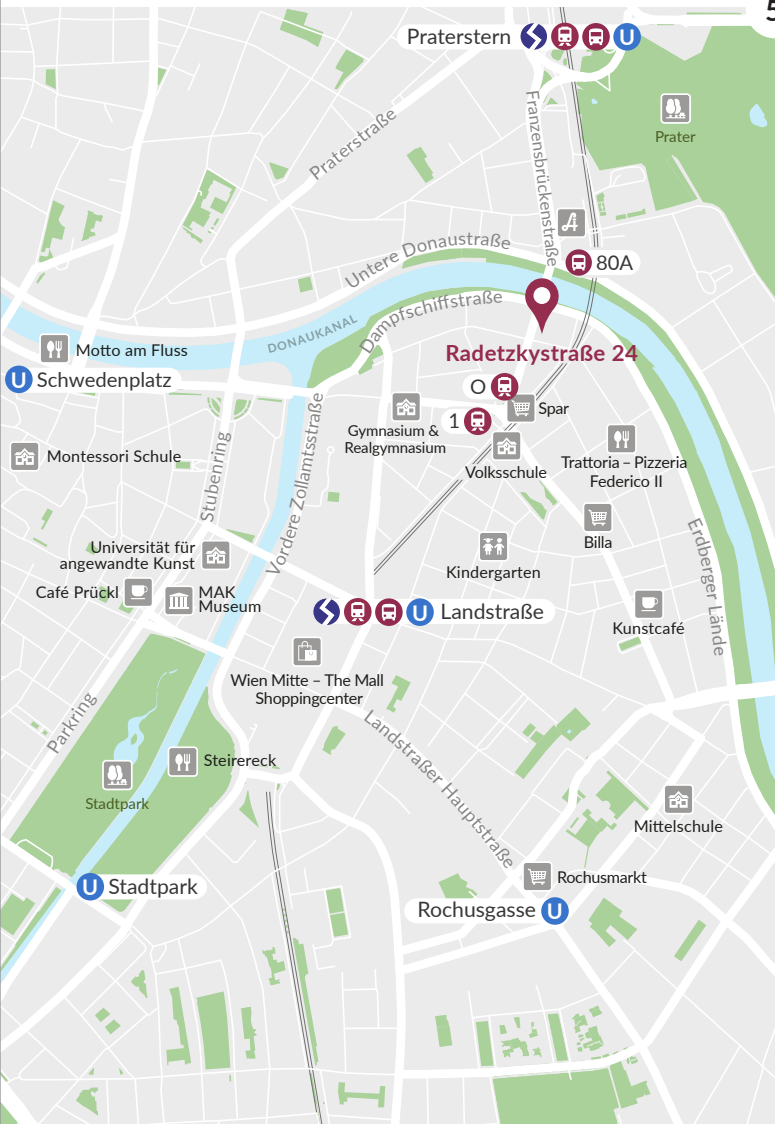 5
Praterstern
U
Prater
Praterstraße
Franzensbrückenstraße
Untere Donaustraße
80A
Dampfschiffstraße
DONAUKANAL
Motto am Fluss
Radetzkystraße 24
U Schwedenplatz
O
Spar
1
Gymnasium &
Realgymnasium
Volksschule
Trattoria – Pizzeria
Federico II
Montessori Schule
Stubenring
Vordere Zollamtsstraße
Billa
Universität für
angewandte Kunst
Kindergarten
Erdberger Lände
Café Prückl
MAK
Museum
U Landstraße
Kunstcafé
Wien Mitte – The Mall
Shoppingcenter
Parkring
Landstraßer Hauptstraße
Steirereck
Stadtpark
Mittelschule
U Stadtpark
Rochusmarkt
Rochusgasse U